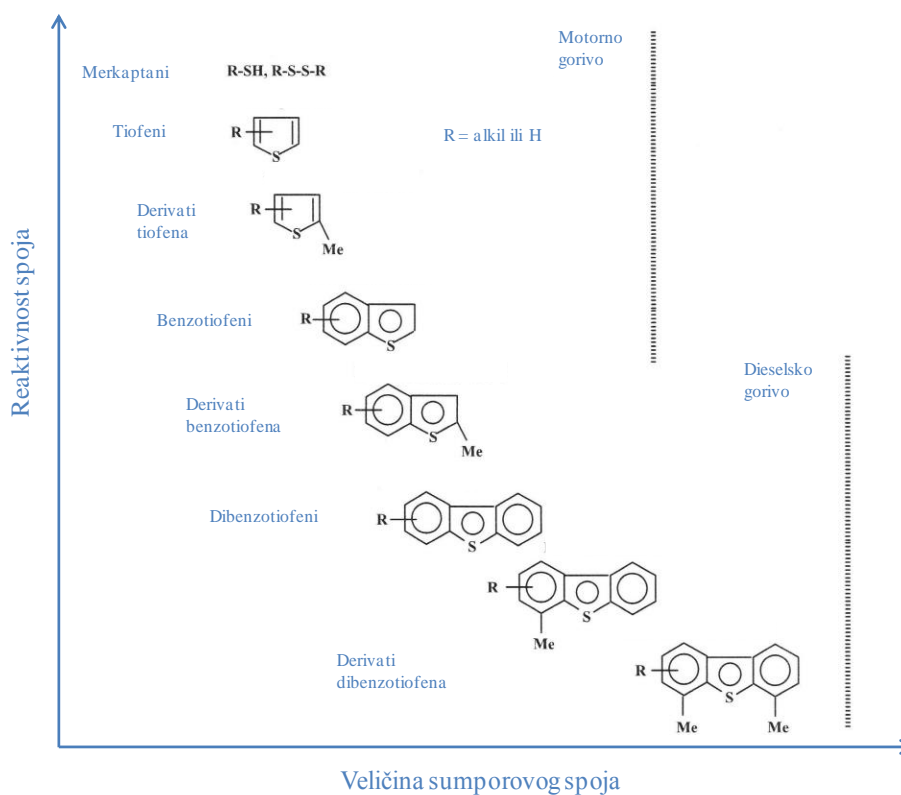 Motorno
gorivo
Merkaptani
R-SH, R-S-S-R
Tiofeni
R
S
R = alkil ili H
Derivati
tiofena
R
S
Me
Benzotiofeni
R
S
Dieselsko
gorivo
Derivati
benzotiofena
R
S
Me
Dibenzotiofeni
R
S
R
S
Me
Derivati
dibenzotiofena
R
S
Me
Me
Reaktivnost spoja
Veličina sumporovog spoja